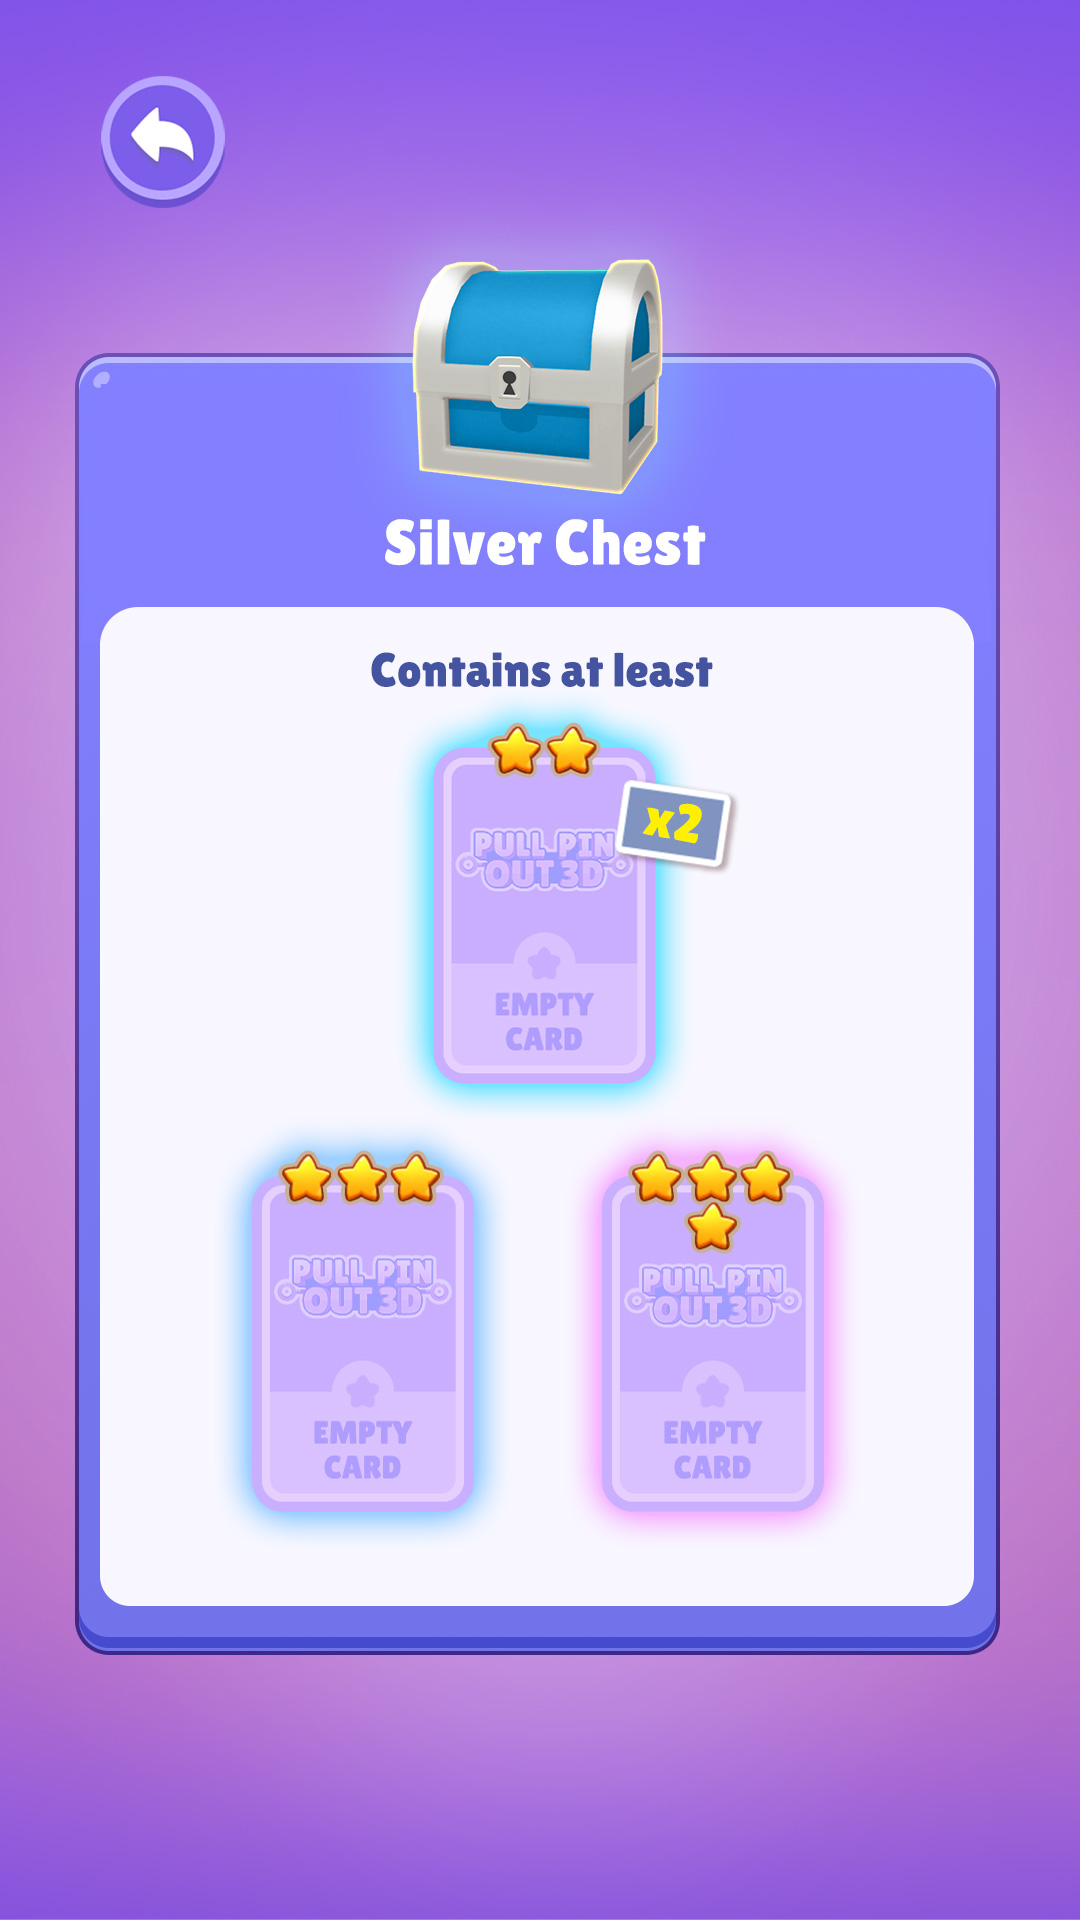 Silver Chest
Contains at least
x2
PULL PIN
OUT 3D
EMPTY
CARD
PULL PIN
OUT 3D
EMPTY
CARD
PULL PIN
OUT 3D
EMPTY
CARD